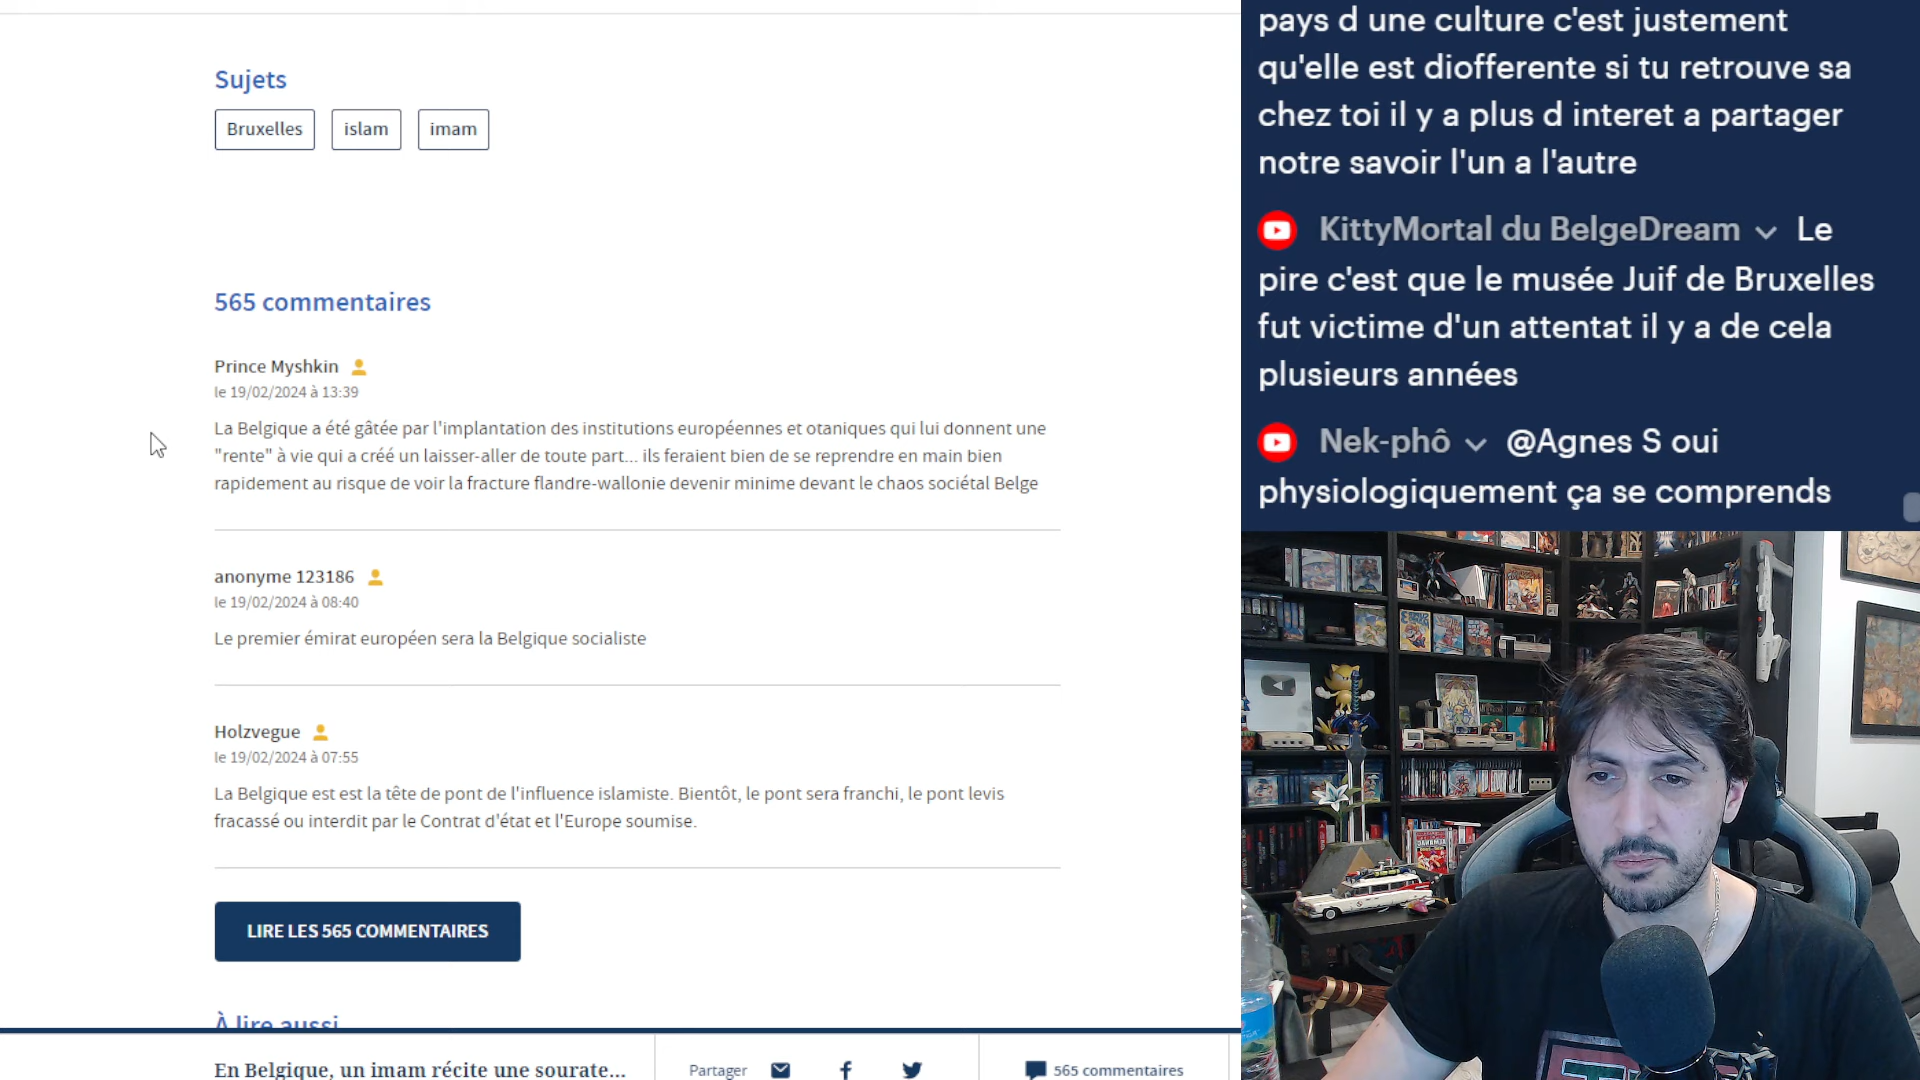 Sujets
Bruxelles
islam
imam
565 commentaires
Prince Myshkin
le 19/02/2024 à 13:39
La Belgique a été gâtée par l'implantation des institutions européennes et otaniques qui lui donnent une
"rente" à vie qui a créé un laisser-aller de toute part... ils feraient bien de se reprendre en main bien
rapidement au risque de voir la fracture flandre-wallonie devenir minime devant le chaos sociétal Belge
anonyme 123186
le 19/02/2024 à 08:40
Le premier émirat européen sera la Belgique socialiste
Holzvegue
le 19/02/2024 à 07:55
La Belgique est est la tête de pont de l'influence islamiste. Bientôt, le pont sera franchi, le pont levis
fracassé ou interdit par le Contrat d'état et l'Europe soumise.
LIRE LES 565 COMMENTAIRES
À lire aussi
En Belgique, un imam récite une sourate...
Partager
565 commentaires
pays d une culture c'est justement
qu'elle est diofferente si tu retrouve sa
chez toi il y a plus d interet a partager
notre savoir l'un a l'autre
KittyMortal du BelgeDream Le
pire c'est que le musée Juif de Bruxelles
fut victime d'un attentat il y a de cela
plusieurs années
Nek-phô @Agnes S oui
physiologiquement ça se comprends